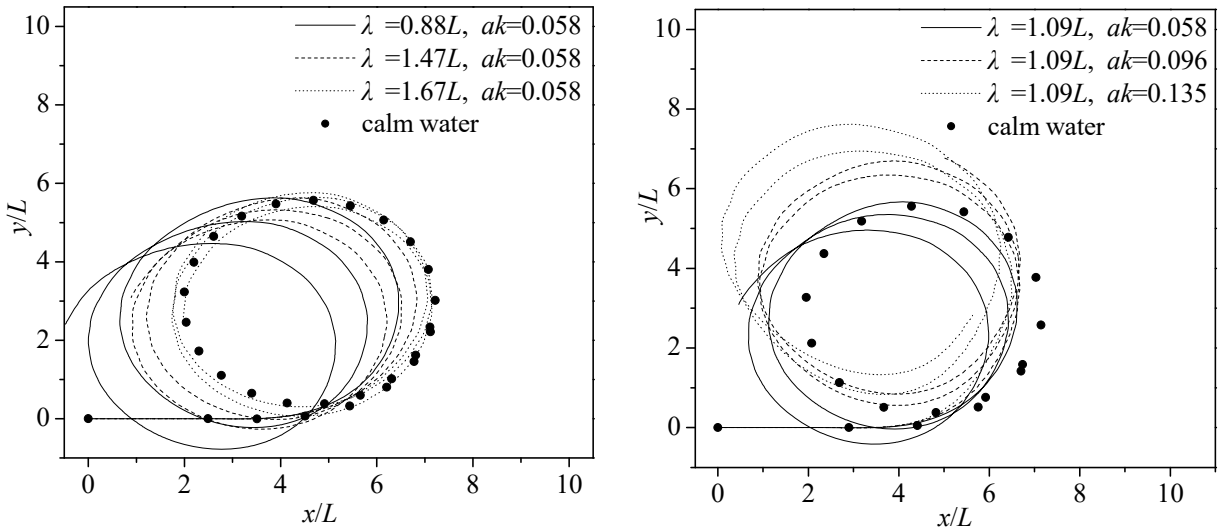 λ =0.88L, ak=0.058
λ =1.47L, ak=0.058
λ =1.67L, ak=0.058
calm water
10
8
6
4
2
0
y/L
0 2 4 6 8 10
x/L
λ =1.09L, ak=0.058
λ =1.09L, ak=0.096
λ =1.09L, ak=0.135
calm water
10
8
6
4
2
0
y/L
0 2 4 6 8 10
x/L